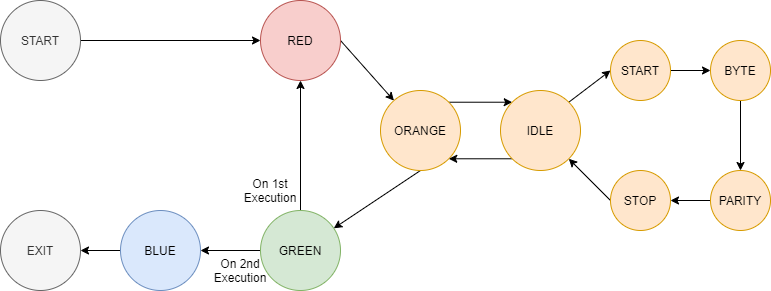 START
RED
START
BYTE
ORANGE
IDLE
On 1st
Execution
STOP
PARITY
EXIT
BLUE
GREEN
On 2nd
Execution